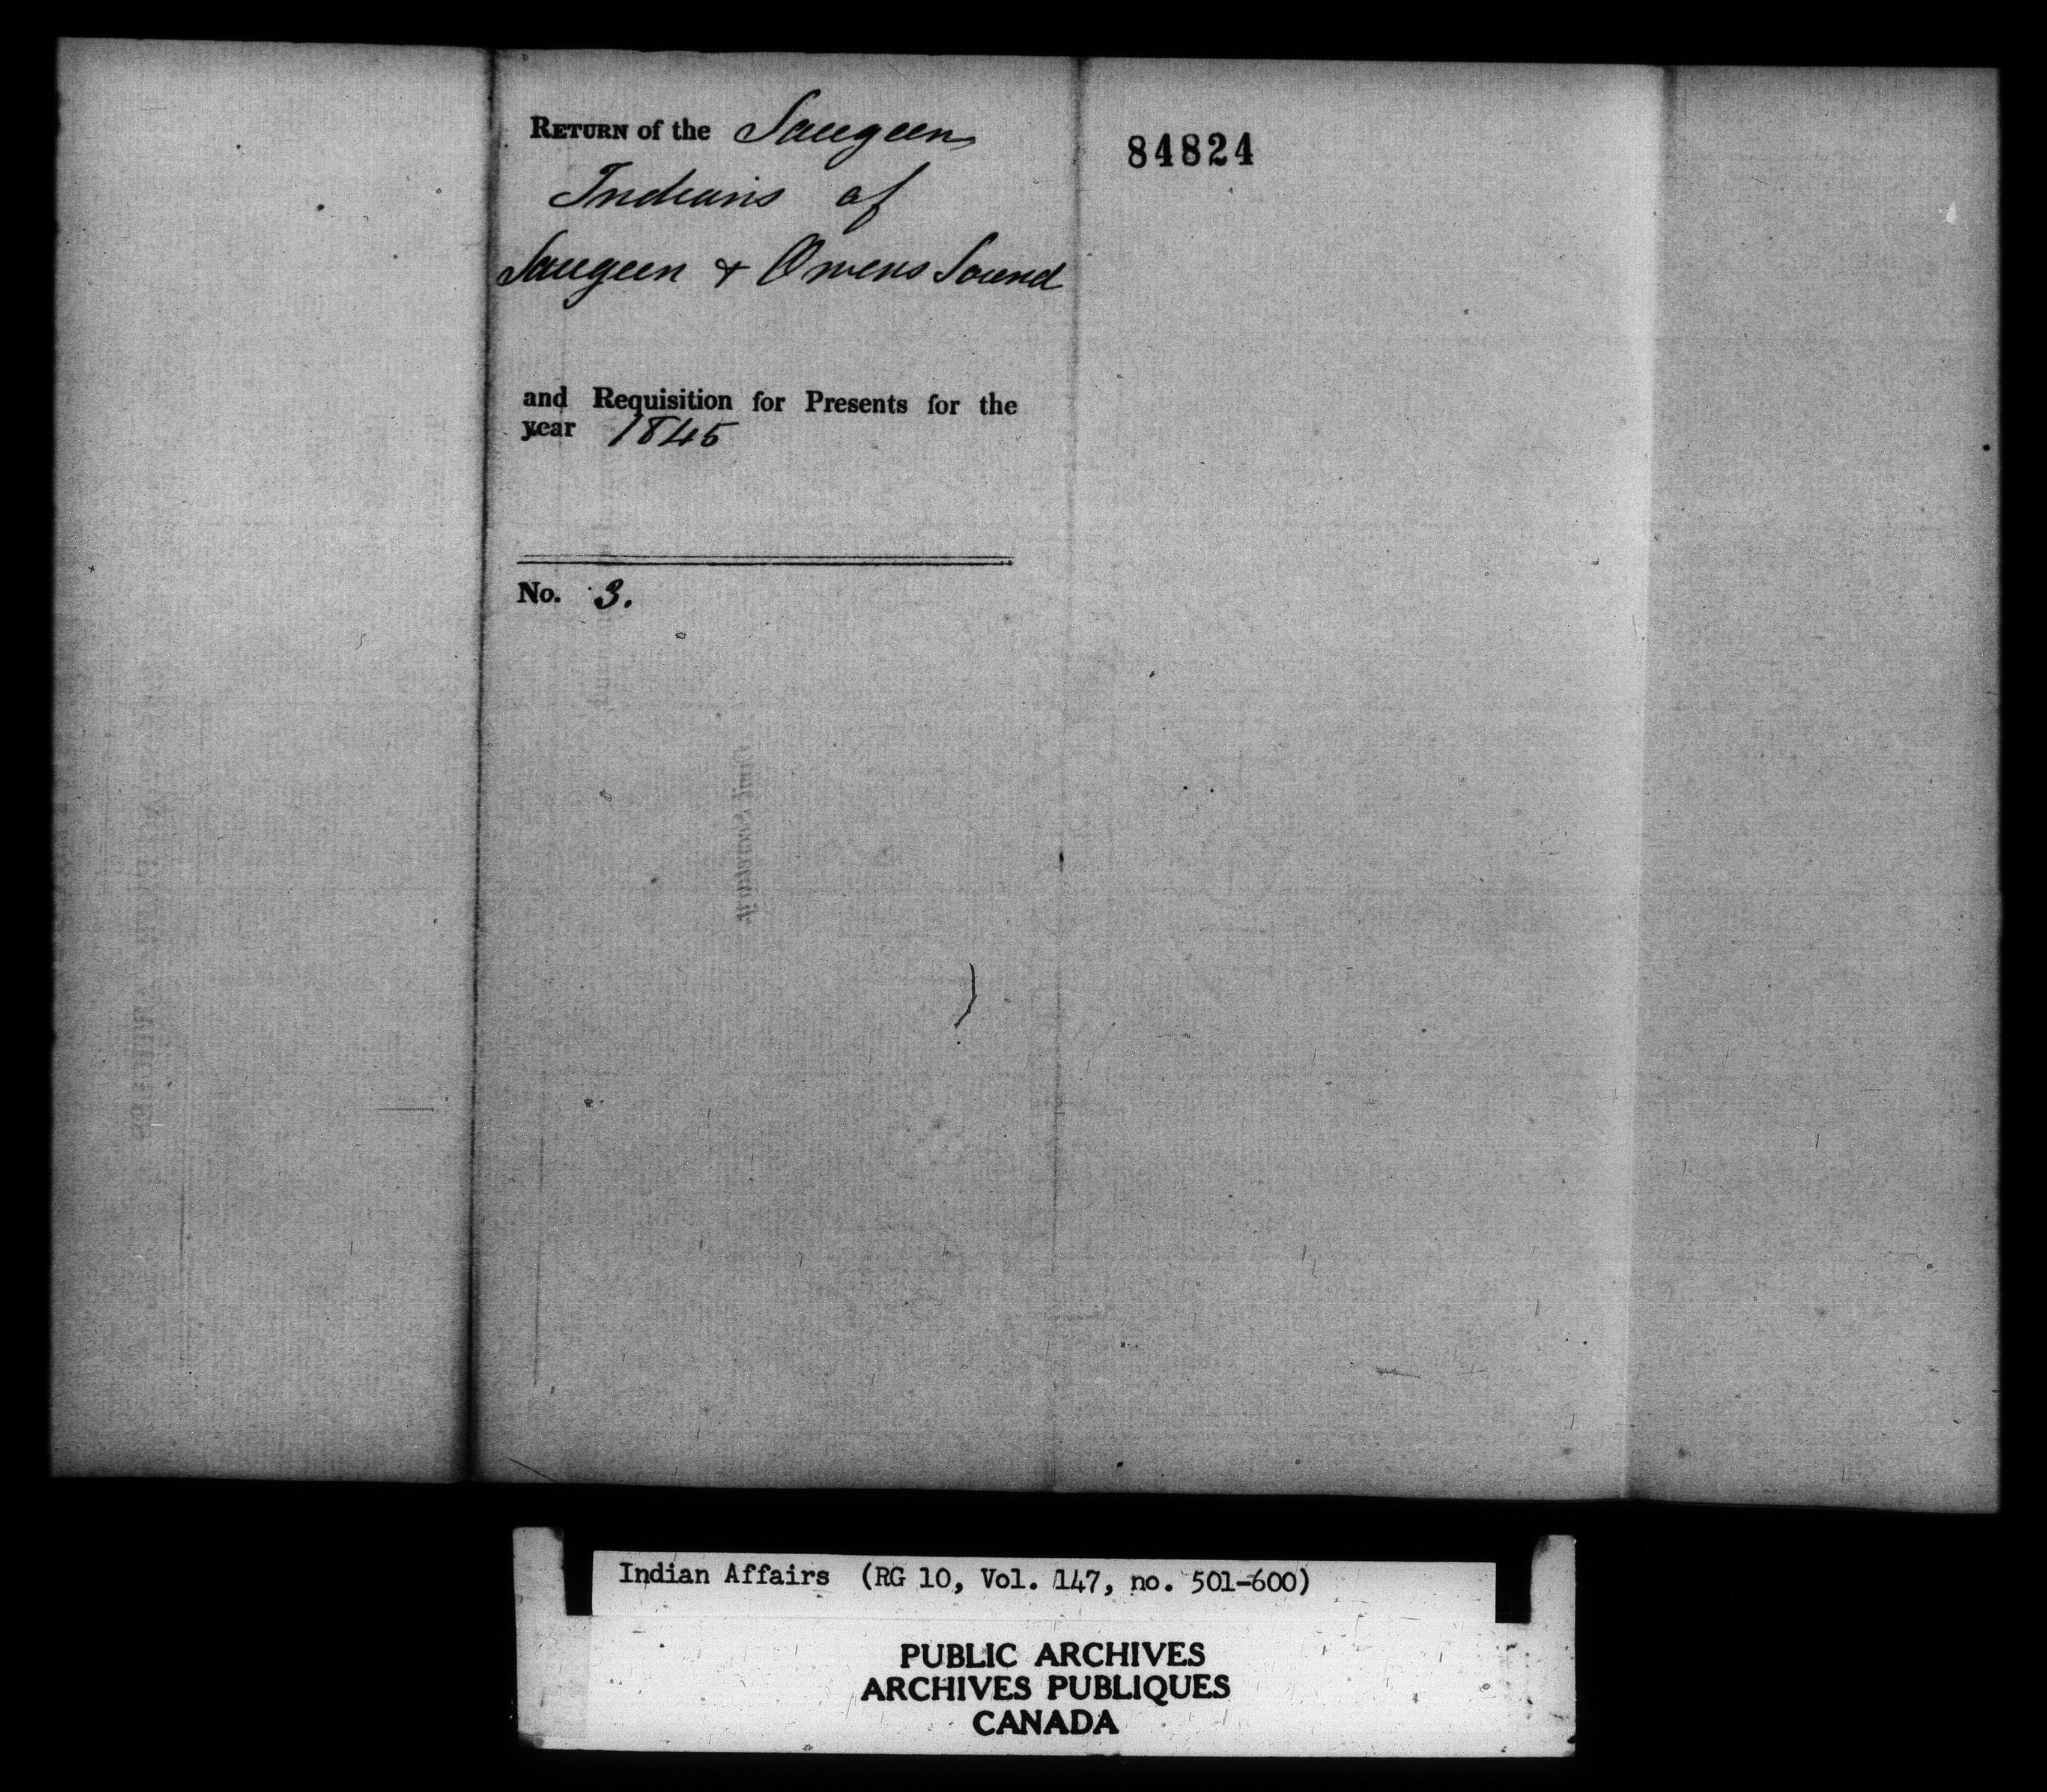 RETURN of the Saugeen
Indians of
Saugeen & Owens Sound
and Requisition for Presents for the
year 1845
No. 3.
84824
Indian Affairs (RG 10, Vol. 147, no. 501-600)
PUBLIC ARCHIVES
ARCHIVES PUBLIQUES
CANADA